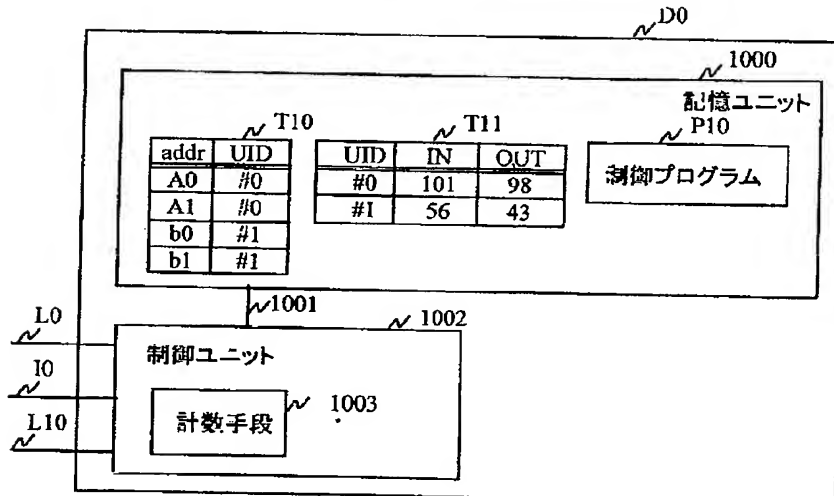 D0
1000
記憶ユニット
T10
T11
P10
addr UID
A0 #0
A1 #0
b0 #1
b1 #1
UID IN OUT
#0 101 98
#1 56 43
制御プログラム
1001
1002
L0
I0
L10
制御ユニット
計数手段
1003